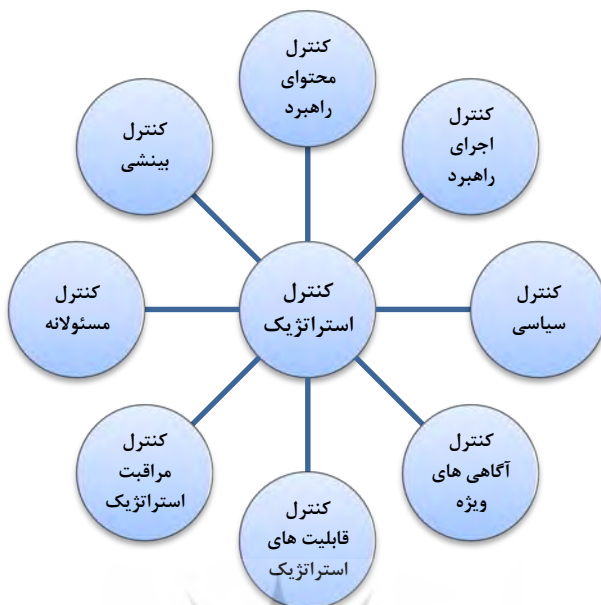 کنترل
محتوای
راهبرد
کنترل
اجرای
راهبرد
کنترل
سیاسی
کنترل
آگاهی های
ویژه
کنترل
قابلیت های
استراتژیک
کنترل
مراقبت
استراتژیک
کنترل
مسئولانه
کنترل
بینشی
کنترل
استراتژیک